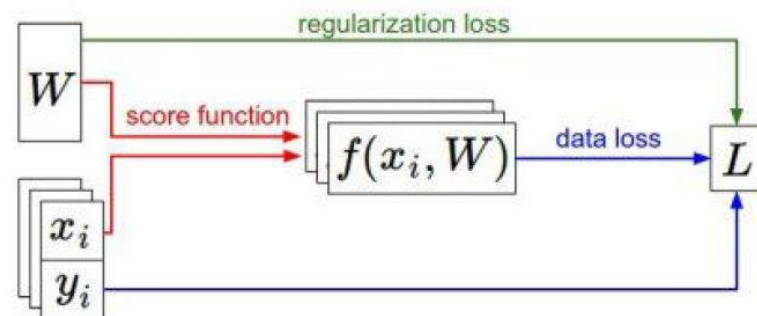 regularization loss
W
score function
f(x_i, W)
data loss
L
x_i
y_i